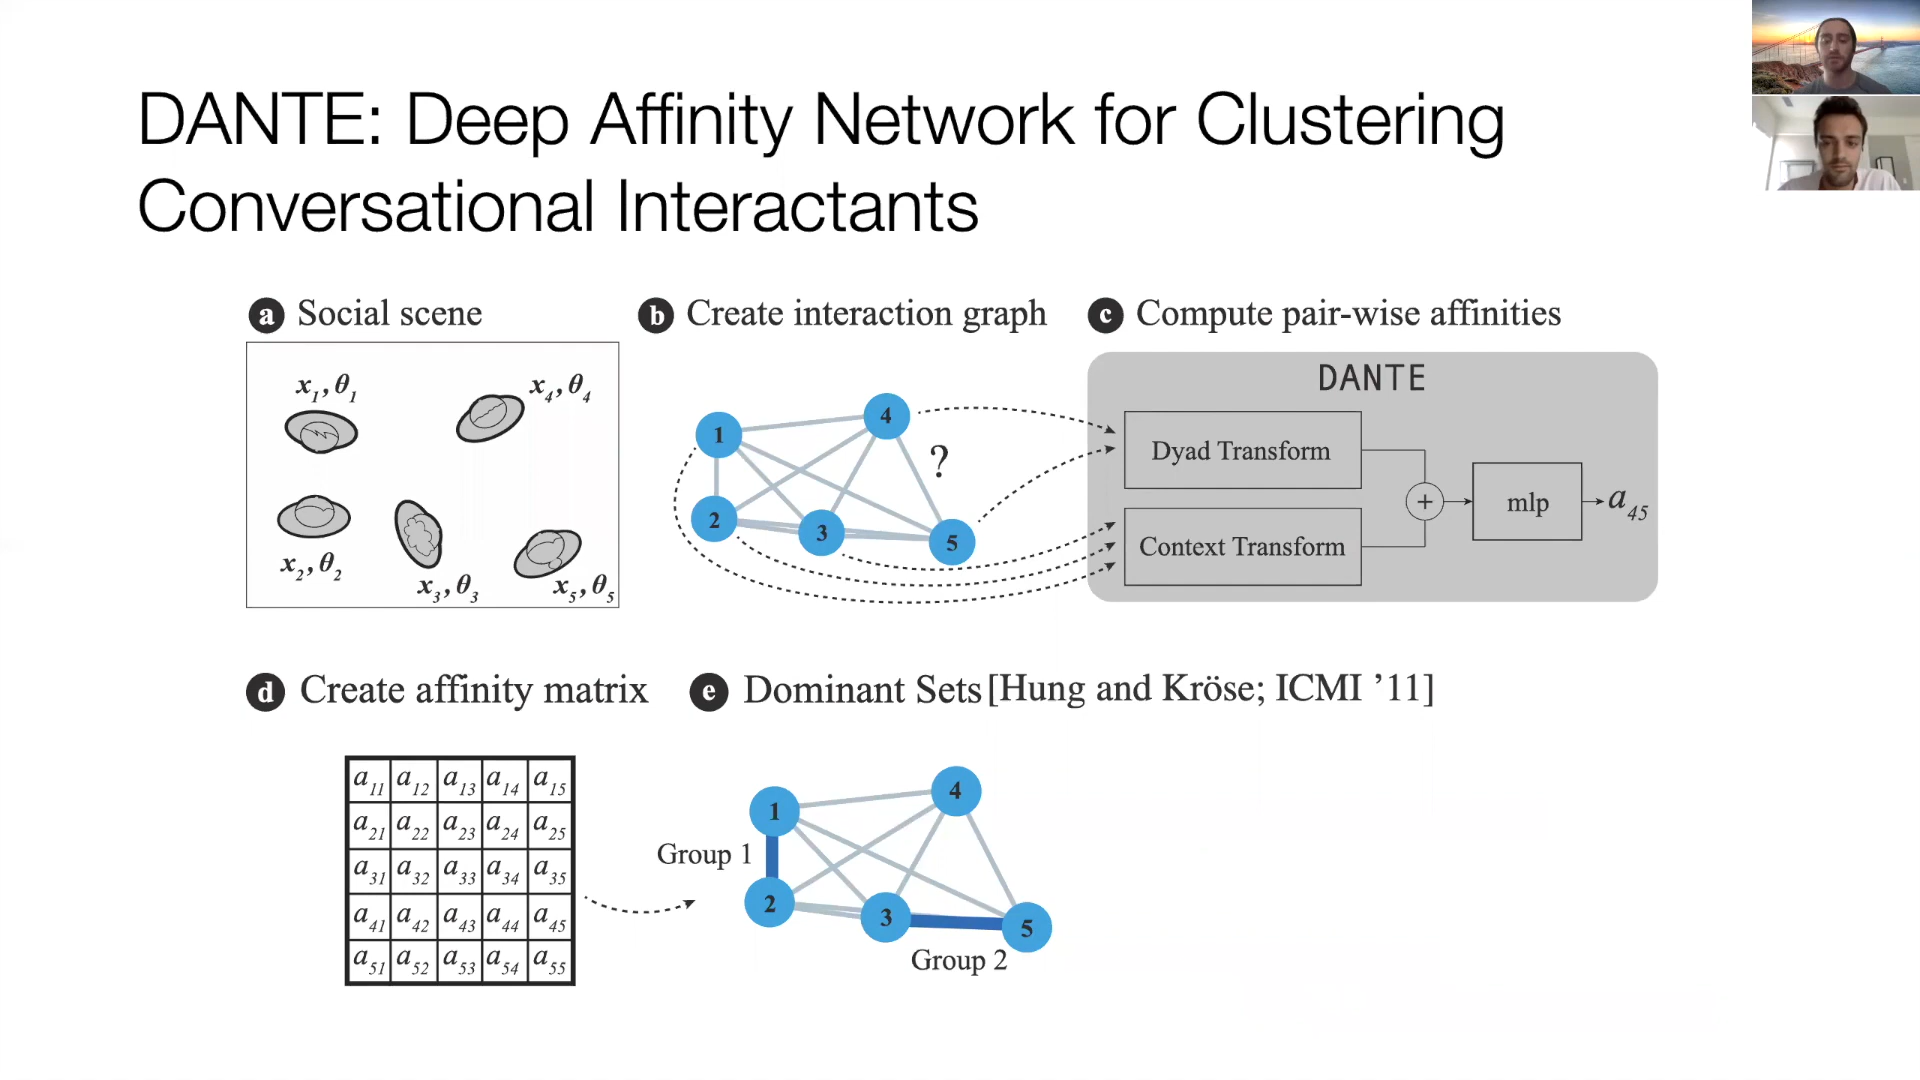 DANTE: Deep Affinity Network for Clustering
Conversational Interactants
a Social scene
x1, θ1
x4, θ4
x2, θ2
x3, θ3
x5, θ5
b Create interaction graph
1
4
?
2
3
5
c Compute pair-wise affinities
DANTE
Dyad Transform
Context Transform
+
mlp
a45
d Create affinity matrix
a11 a12 a13 a14 a15
a21 a22 a23 a24 a25
a31 a32 a33 a34 a35
a41 a42 a43 a44 a45
a51 a52 a53 a54 a55
e Dominant Sets [Hung and Kröse; ICMI ’11]
1
4
Group 1
2
3
5
Group 2